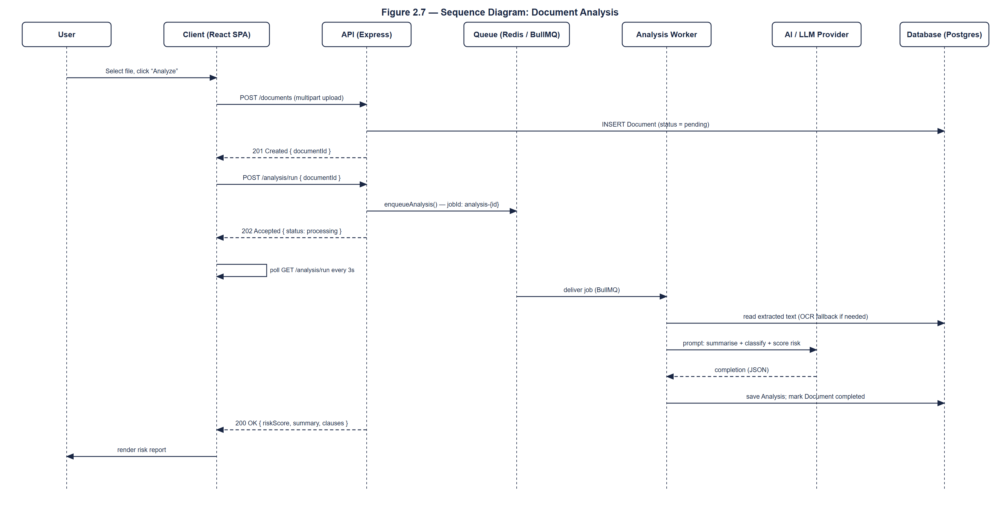 Figure 2.7 — Sequence Diagram: Document Analysis
User
Client (React SPA)
API (Express)
Queue (Redis / BullMQ)
Analysis Worker
AI / LLM Provider
Database (Postgres)
Select file, click “Analyze”
POST /documents (multipart upload)
INSERT Document (status = pending)
201 Created { documentId }
POST /analysis/run { documentId }
enqueueAnalysis() — jobId: analysis-{id}
202 Accepted { status: processing }
poll GET /analysis/run every 3s
deliver job (BullMQ)
read extracted text (OCR fallback if needed)
prompt: summarise + classify + score risk
completion (JSON)
save Analysis; mark Document completed
200 OK { riskScore, summary, clauses }
render risk report